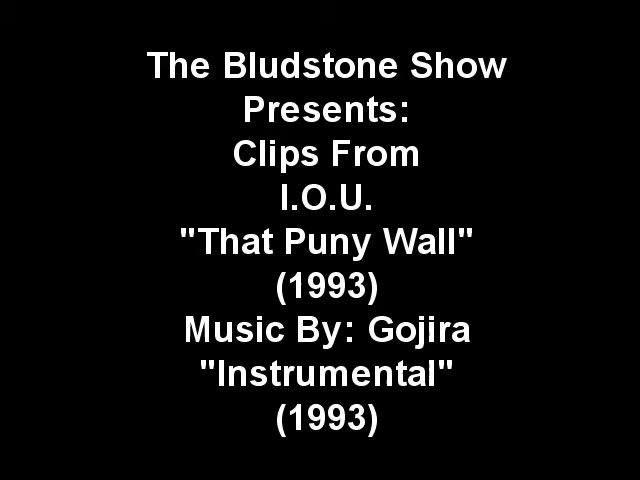 The Bludstone Show
Presents:
Clips From
I.O.U.
"That Puny Wall"
(1993)
Music By: Gojira
"Instrumental"
(1993)